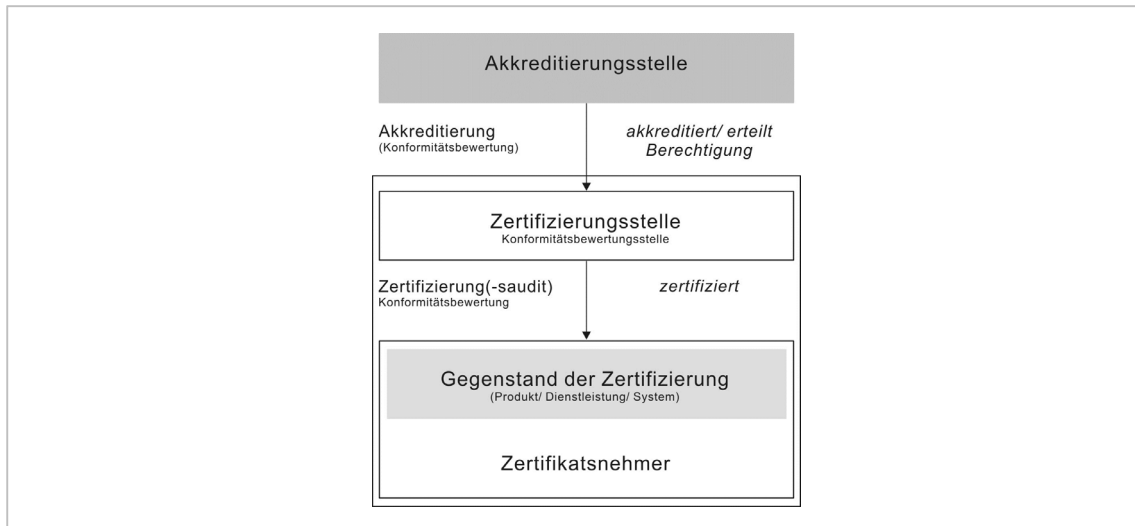 Akkreditierungsstelle
Akkreditierung
(Konformitätsbewertung)
akkreditiert/ erteilt
Berechtigung
Zertifizierungsstelle
Konformitätsbewertungsstelle
Zertifizierung(-saudit)
Konformitätsbewertung
zertifiziert
Gegenstand der Zertifizierung
(Produkt/ Dienstleistung/ System)
Zertifikatsnehmer